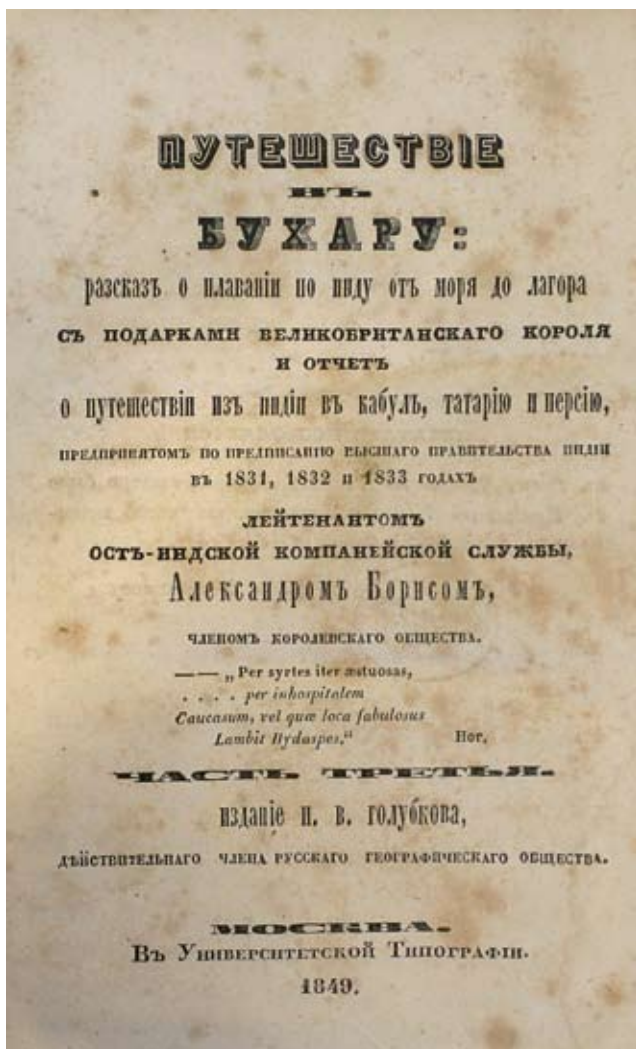 ПУТЕШЕСТВІЕ
ВЪ
БУХАРУ:
разсказъ о плаваніи по инду отъ моря до лагора
СЪ ПОДАРКАМИ ВЕЛИКОБРИТАНСКАГО КОРОЛЯ
И ОТЧЕТЪ
о путешествіи изъ индіи въ кабулъ, татарію и персію,
ПРЕДПРИНЯТОМЪ ПО ПРЕДПИСАНІЮ ВЫСШАГО ПРАВИТЕЛЬСТВА ИНДІИ
ВЪ 1831, 1832 и 1833 ГОДАХЪ
ЛЕЙТЕНАНТОМЪ
ОСТЪ-ИНДСКОЙ КОМПАНЕЙСКОЙ СЛУЖБЫ,
Александромъ Борнсомъ,
ЧЛЕНОМЪ КОРОЛЕВСКАГО ОБЩЕСТВА.
—— „Per syrtes iter æstuosas,
. . . . per inhospitalem
Caucasum, vel quæ loca fabulosus
Lambit Hydaspes.“ Hor.
ЧАСТЬ ТРЕТЬЯ.
изданіе п. в. голубкова,
ДѢЙСТВИТЕЛЬНАГО ЧЛЕНА РУССКАГО ГЕОГРАФИЧЕСКАГО ОБЩЕСТВА.
МОСКВА.
Въ Университетской Типографіи.
1849.